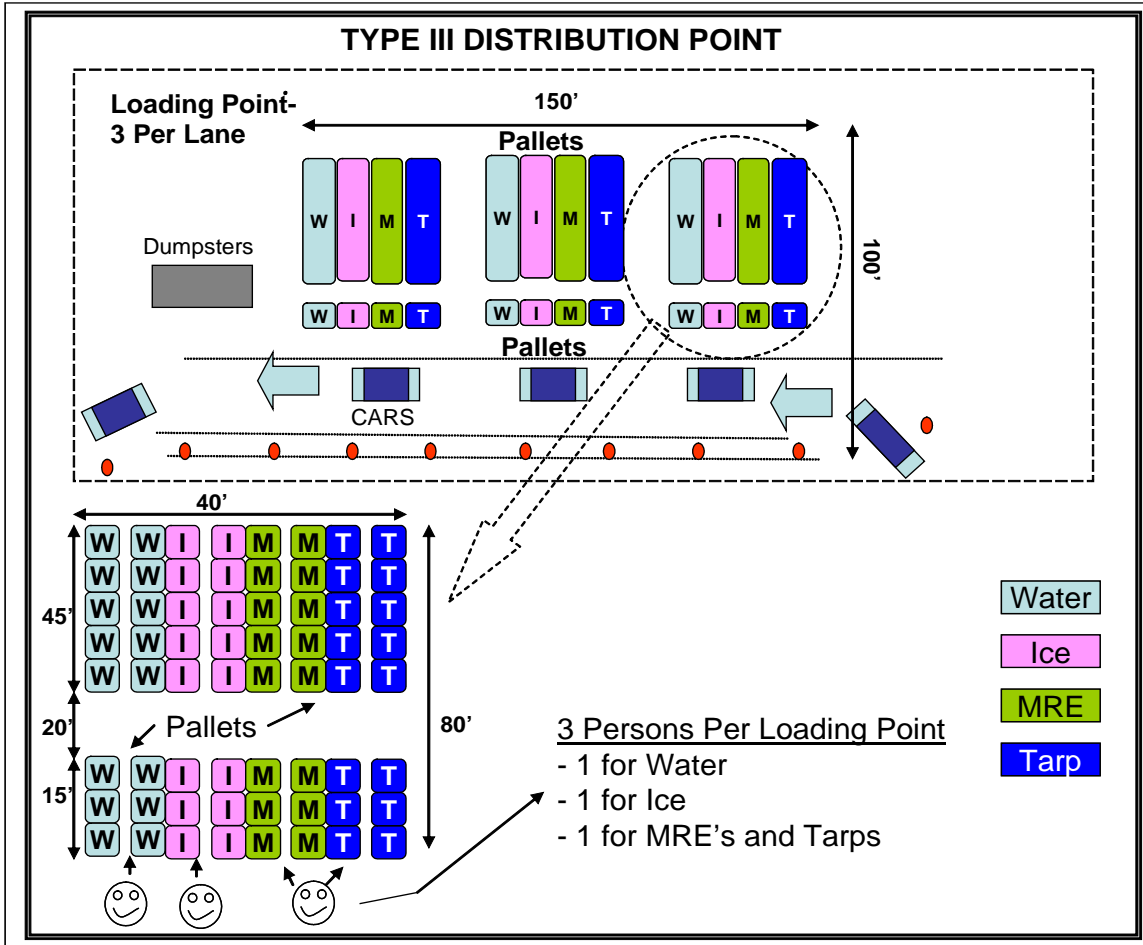 TYPE III DISTRIBUTION POINT
Loading Point-
3 Per Lane
150’
Pallets
W I M T
W I M T
W I M T
100’
Dumpsters
W I M T
W I M T
W I M T
Pallets
CARS
40’
W W I I M M T T
W W I I M M T T
45’
W W I I M M T T
W W I I M M T T
W W I I M M T T
20’
Pallets
80’
W W I I M M T T
15’
W W I I M M T T
W W I I M M T T
3 Persons Per Loading Point
- 1 for Water
- 1 for Ice
- 1 for MRE's and Tarps
Water
Ice
MRE
Tarp